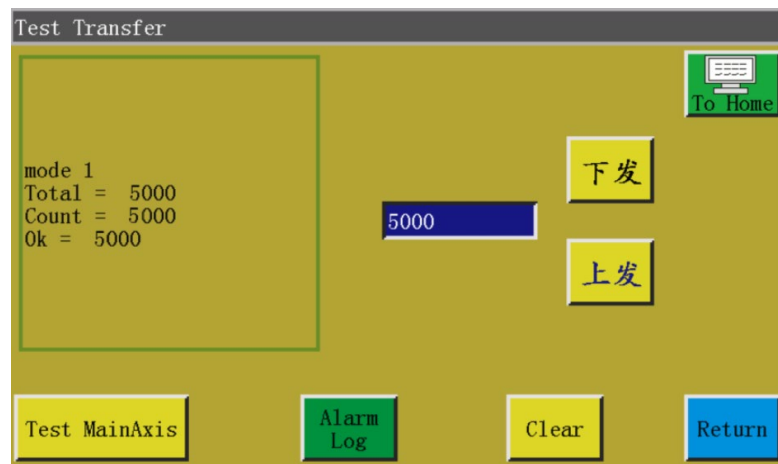 Test Transfer
To Home
mode 1
Total = 5000
Count = 5000
Ok = 5000
5000
下发
上发
Test MainAxis
Alarm
Log
Clear
Return